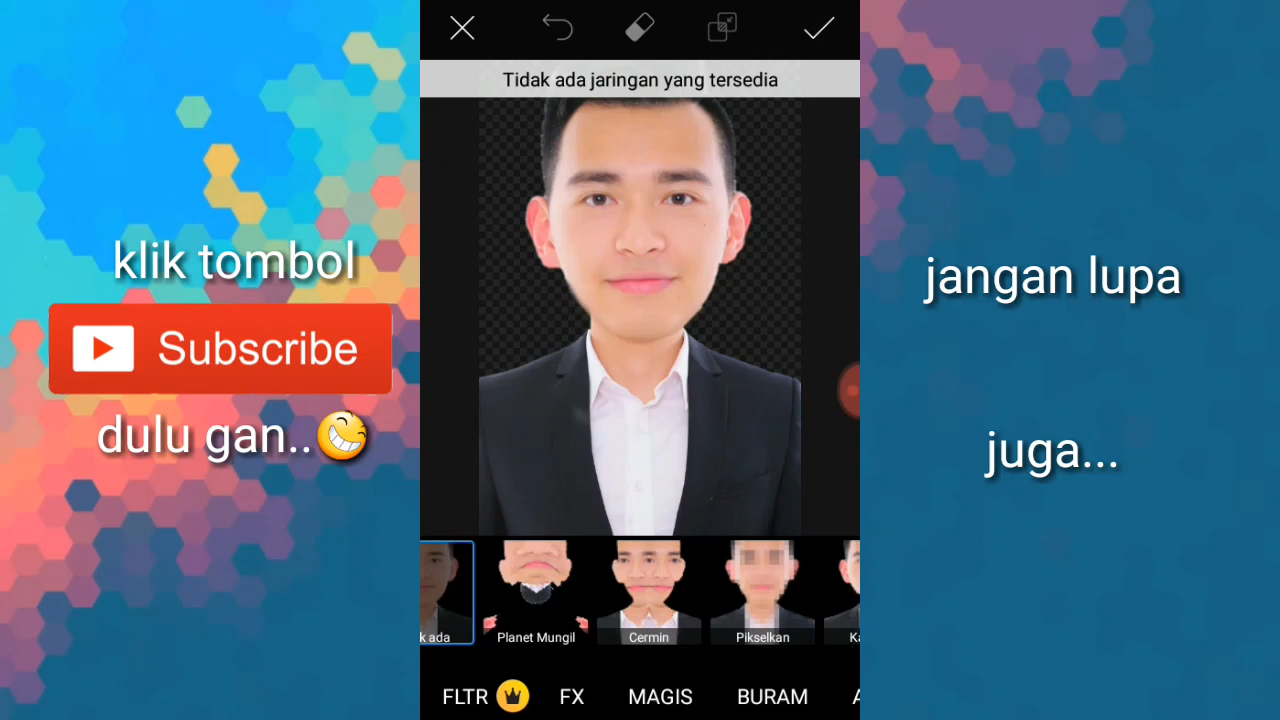 klik tombol
Subscribe
dulu gan..
Tidak ada jaringan yang tersedia
k ada
Planet Mungil
Cermin
Pikselkan
FLTR
FX
MAGIS
BURAM
jangan lupa
juga...